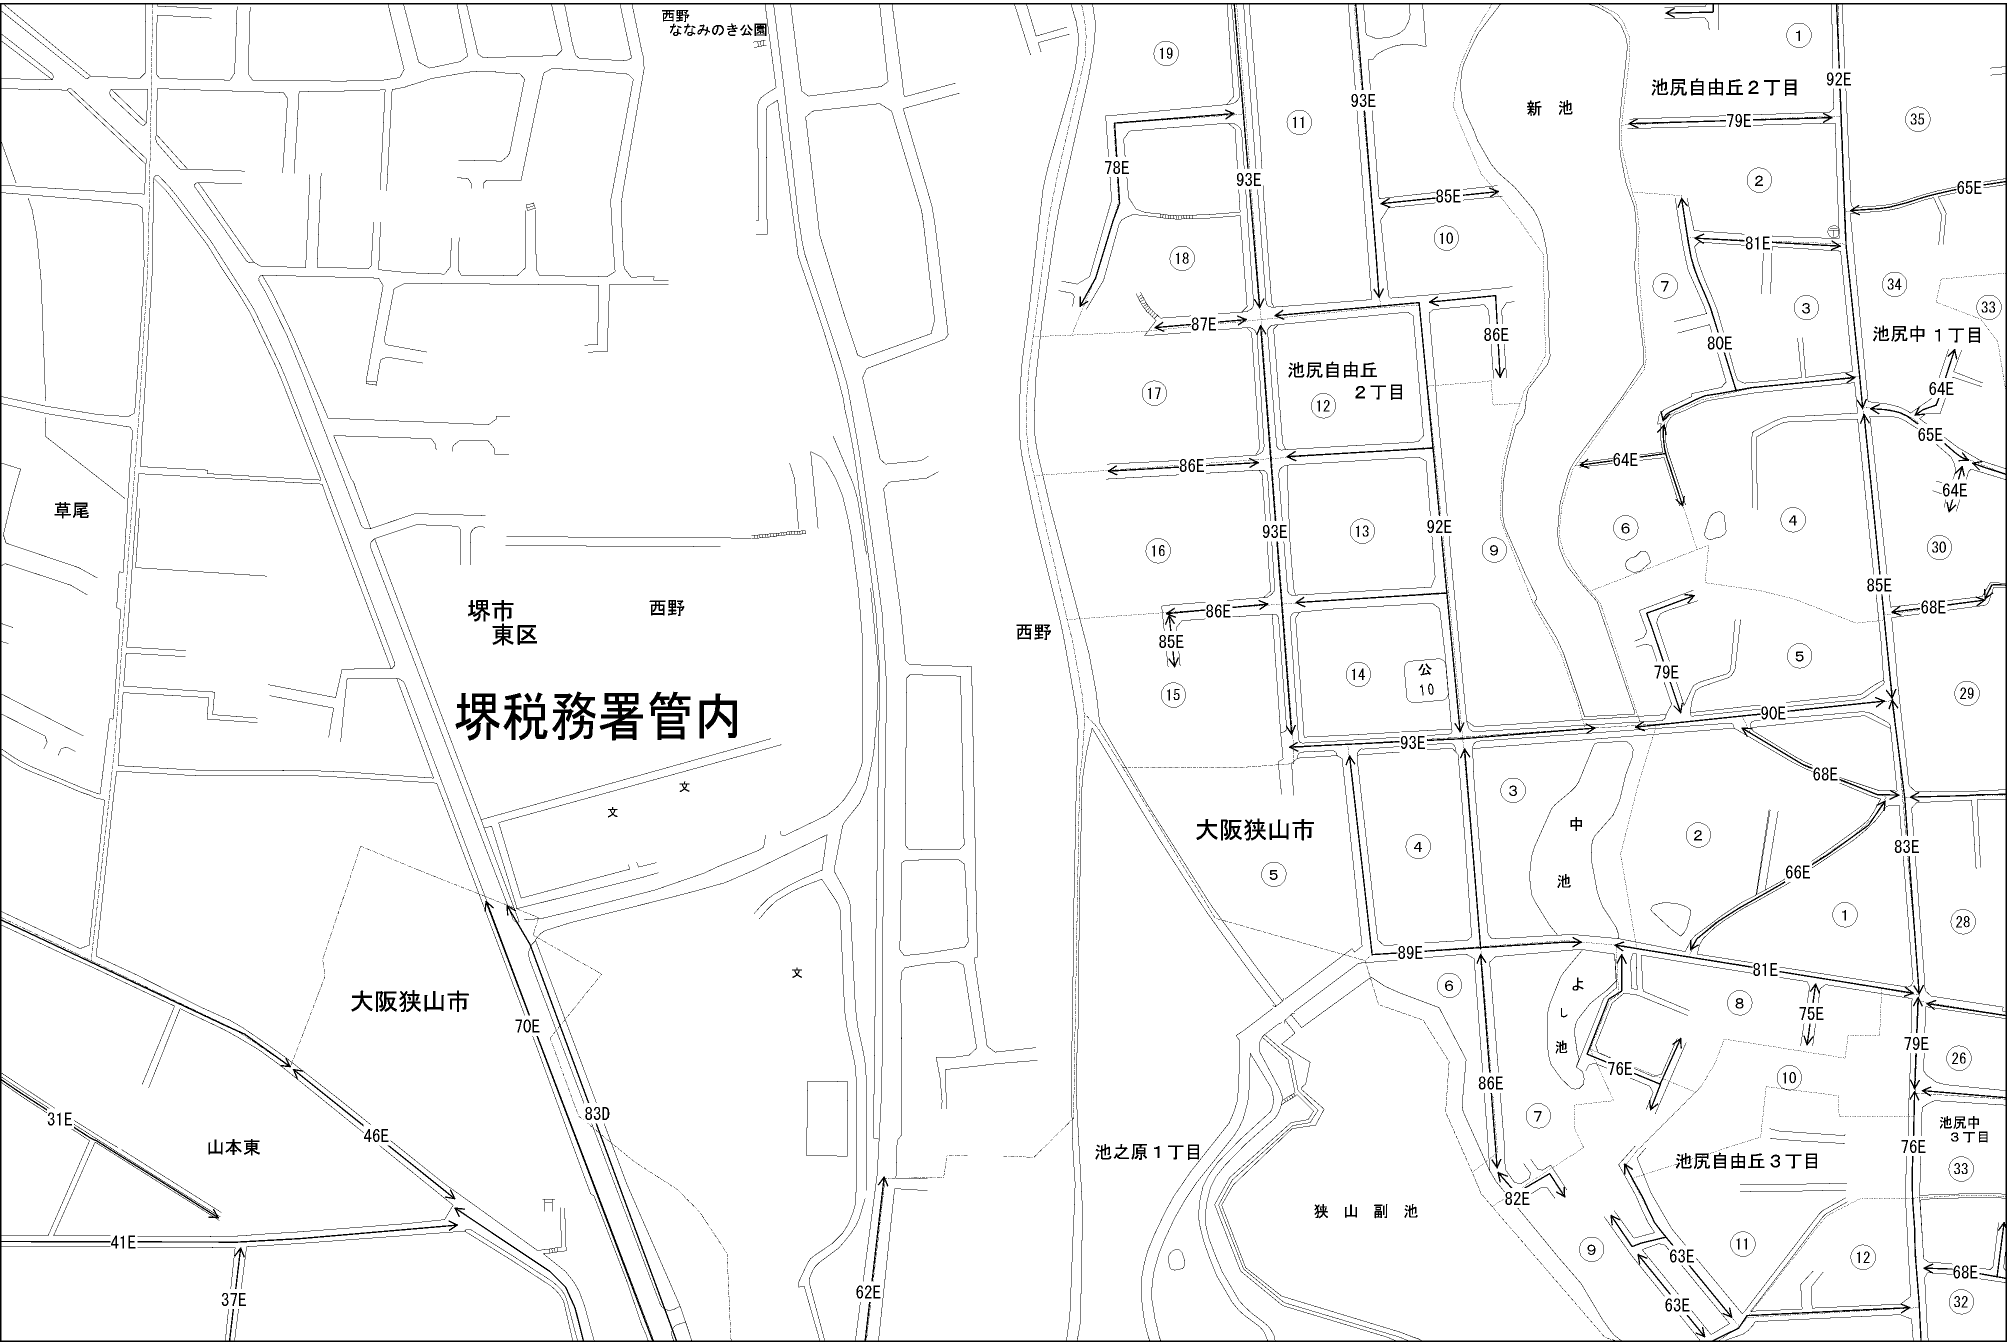 西野
ななみのき公園
19
11
93E
新 池
池尻自由丘２丁目
1
92E
35
79E
78E
93E
85E
2
65E
18
10
81E
7
34
33
3
87E
86E
80E
池尻中１丁目
池尻自由丘
２丁目
17
12
64E
65E
86E
64E
64E
草尾
93E
13
92E
9
6
4
30
16
85E
堺市
東区
西野
西野
86E
68E
85E
79E
5
15
14
公
10
29
堺税務署管内
93E
90E
68E
文
文
3
中
池
2
大阪狭山市
4
83E
5
66E
1
28
89E
81E
文
6
大阪狭山市
よ
し
池
8
75E
70E
79E
26
76E
10
86E
31E
46E
83D
7
池尻中
３丁目
山本東
池之原１丁目
76E
池尻自由丘３丁目
33
82E
狭 山 副 池
41E
9
11
12
63E
68E
37E
62E
63E
32